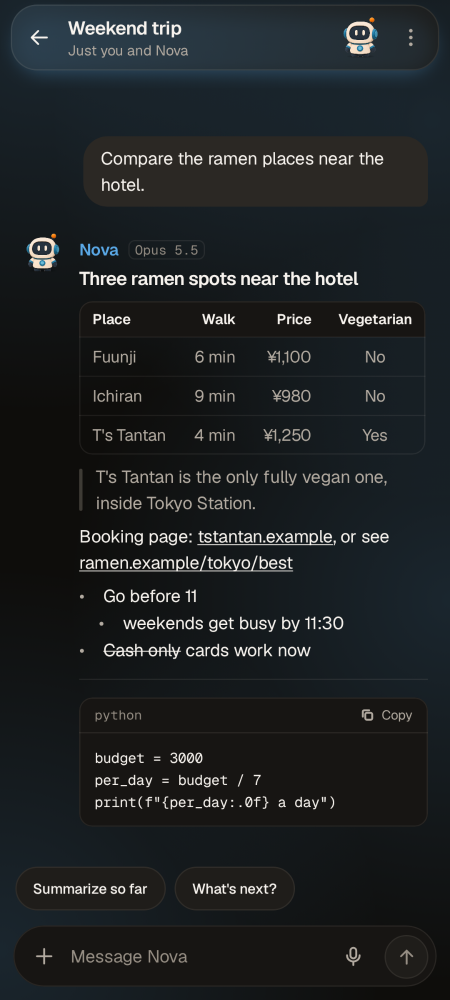 Weekend trip
Just you and Nova
Compare the ramen places near the
hotel.
Nova Opus 5.5
Three ramen spots near the hotel
Place Walk Price Vegetarian
Fuunji 6 min ¥1,100 No
Ichiran 9 min ¥980 No
T's Tantan 4 min ¥1,250 Yes
T's Tantan is the only fully vegan one,
inside Tokyo Station.
Booking page: tstantan.example, or see
ramen.example/tokyo/best
• Go before 11
• weekends get busy by 11:30
• Cash only cards work now
python Copy
budget = 3000
per_day = budget / 7
print(f"{per_day:.0f} a day")
Summarize so far What's next?
Message Nova